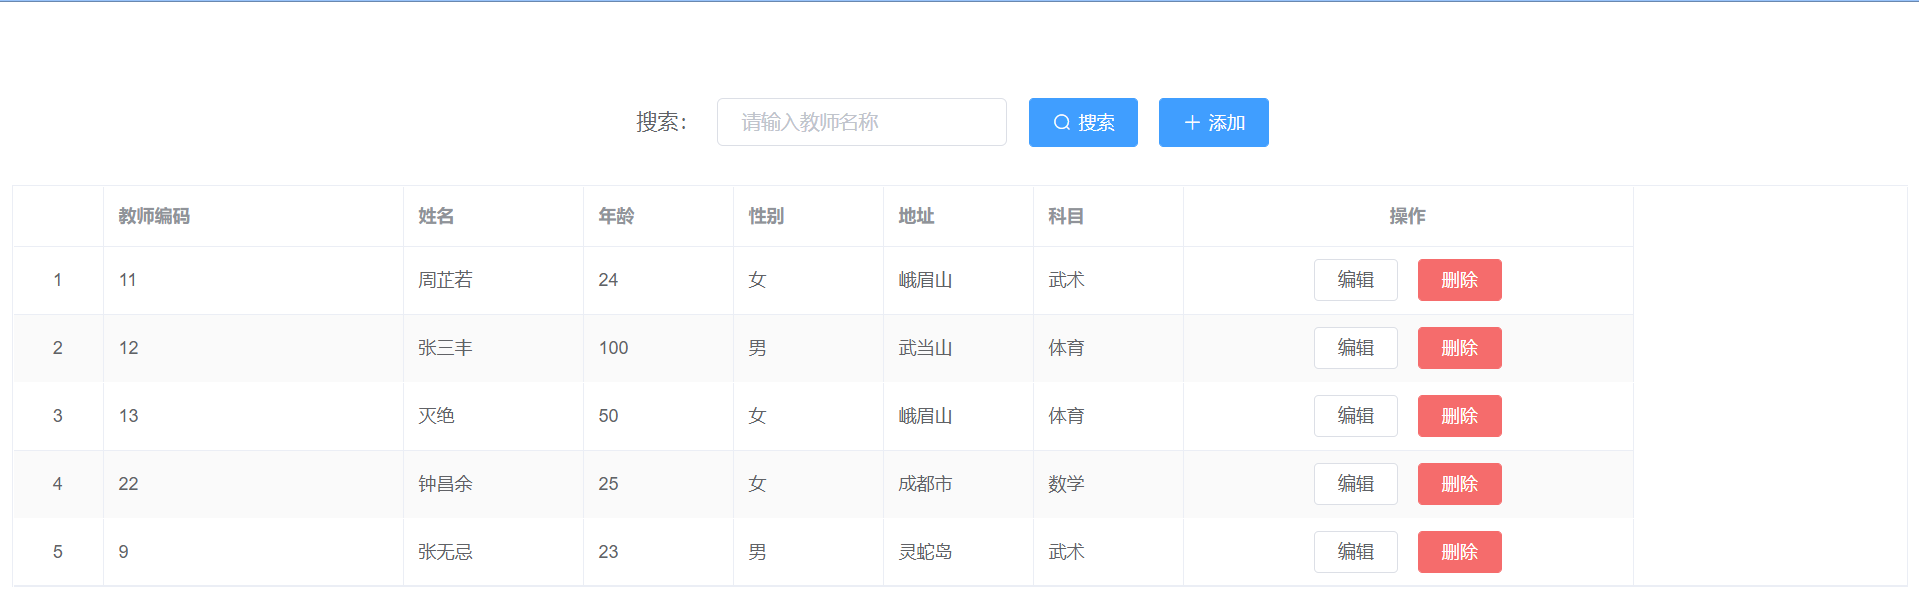 搜索： 请输入教师名称 搜索 添加
教师编码 姓名 年龄 性别 地址 科目 操作
1 11 周芷若 24 女 峨眉山 武术 编辑 删除
2 12 张三丰 100 男 武当山 体育 编辑 删除
3 13 灭绝 50 女 峨眉山 体育 编辑 删除
4 22 钟昌余 25 女 成都市 数学 编辑 删除
5 9 张无忌 23 男 灵蛇岛 武术 编辑 删除